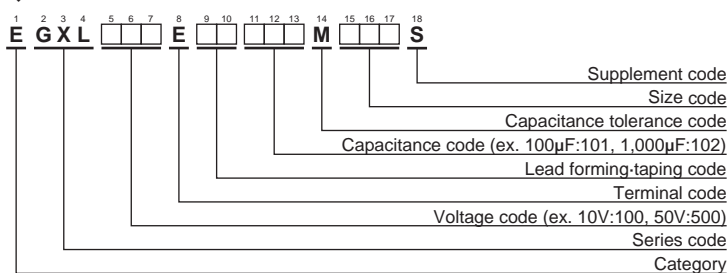 1 2 3 4 5 6 7 8 9 10 11 12 13 14 15 16 17 18
E G X L E M S
Supplement code
Size code
Capacitance tolerance code
Capacitance code (ex. 100μF:101, 1,000μF:102)
Lead forming·taping code
Terminal code
Voltage code (ex. 10V:100, 50V:500)
Series code
Category